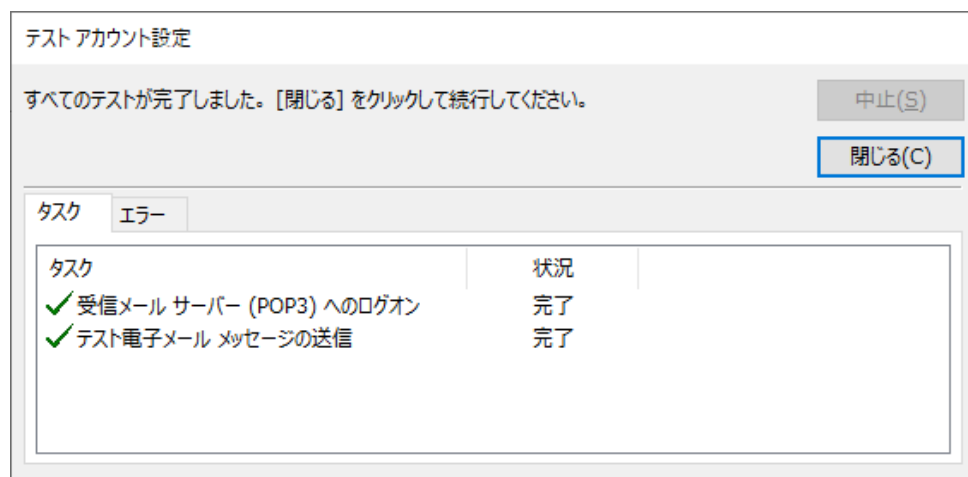 テスト アカウント設定
すべてのテストが完了しました。[閉じる] をクリックして続行してください。
中止(S)
閉じる(C)
タスク エラー
タスク 状況
受信メール サーバー (POP3) へのログオン 完了
テスト電子メール メッセージの送信 完了